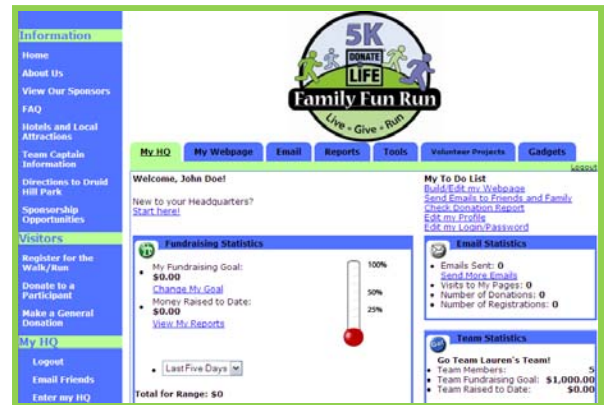 Information
Home
About Us
View Our Sponsors
FAQ
Hotels and Local
Attractions
Team Captain
Information
Directions to Druid
Hill Park
Sponsorship
Opportunities
Visitors
Register for the
Walk/Run
Donate to a
Participant
Make a General
Donation
My HQ
Logout
Email Friends
Enter my HQ
5K
DONATE
LIFE
Family Fun Run
Live - Give - Run
My HQ
My Webpage
Email
Reports
Tools
Volunteer Projects
Gadgets
Logout
Welcome, John Doe!
New to your Headquarters?
Start here!
My To Do List
Build/Edit my Webpage
Send Emails to Friends and Family
Check Donation Report
Edit my Profile
Edit my Login/Password
Fundraising Statistics
My Fundraising Goal:
$0.00
Change My Goal
Money Raised to Date:
$0.00
View My Reports
100%
50%
25%
Last Five Days
Total for Range: $0
Email Statistics
Emails Sent: 0
Send More Emails
Visits to My Pages: 0
Number of Donations: 0
Number of Registrations: 0
Go!
Team Statistics
Go Team Lauren's Team!
Team Members: 5
Team Fundraising Goal: $1,000.00
Team Raised to Date: $0.00